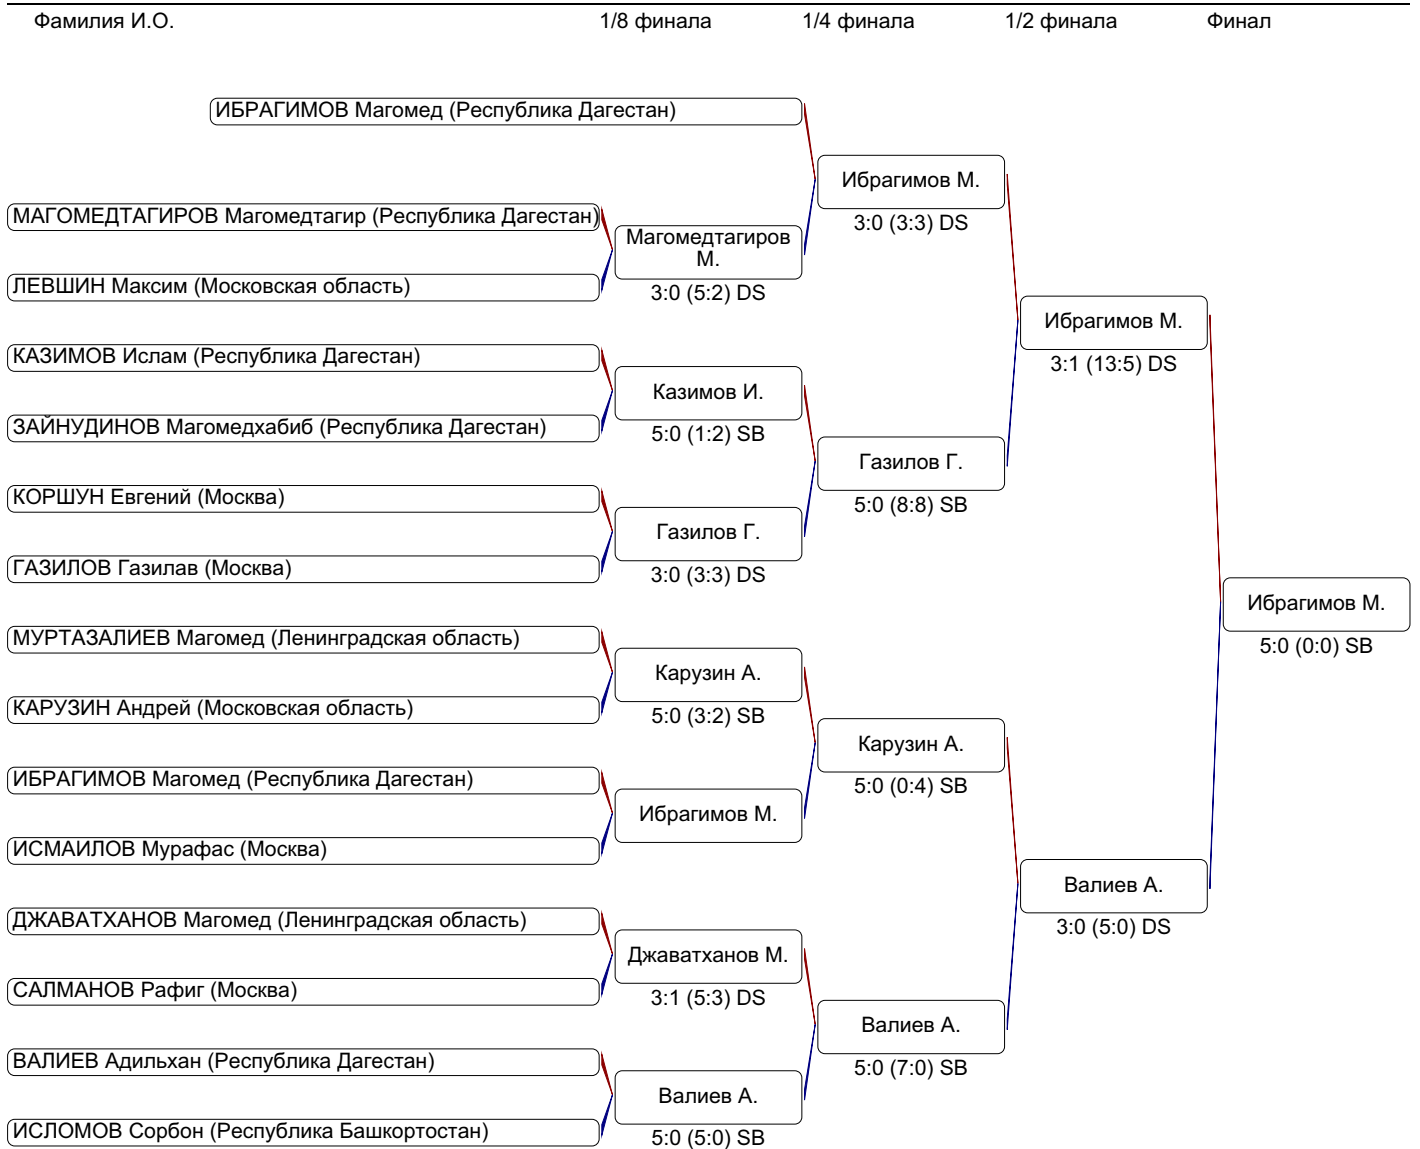 Фамилия И.О. 1/8 финала 1/4 финала 1/2 финала Финал
ИБРАГИМОВ Магомед (Республика Дагестан)
Ибрагимов М.
3:0 (3:3) DS
МАГОМЕДТАГИРОВ Магомедтагир (Республика Дагестан)
Магомедтагиров
М.
3:0 (5:2) DS
ЛЕВШИН Максим (Московская область)
Ибрагимов М.
3:1 (13:5) DS
КАЗИМОВ Ислам (Республика Дагестан)
Казимов И.
5:0 (1:2) SB
ЗАЙНУДИНОВ Магомедхабиб (Республика Дагестан)
Газилов Г.
5:0 (8:8) SB
КОРШУН Евгений (Москва)
Газилов Г.
3:0 (3:3) DS
ГАЗИЛОВ Газилав (Москва)
Ибрагимов М.
5:0 (0:0) SB
МУРТАЗАЛИЕВ Магомед (Ленинградская область)
Карузин А.
5:0 (3:2) SB
КАРУЗИН Андрей (Московская область)
Карузин А.
5:0 (0:4) SB
ИБРАГИМОВ Магомед (Республика Дагестан)
Ибрагимов М.
ИСМАИЛОВ Мурафас (Москва)
Валиев А.
3:0 (5:0) DS
ДЖАВАТХАНОВ Магомед (Ленинградская область)
Джаватханов М.
3:1 (5:3) DS
САЛМАНОВ Рафиг (Москва)
Валиев А.
5:0 (7:0) SB
ВАЛИЕВ Адильхан (Республика Дагестан)
Валиев А.
5:0 (5:0) SB
ИСЛОМОВ Сорбон (Республика Башкортостан)